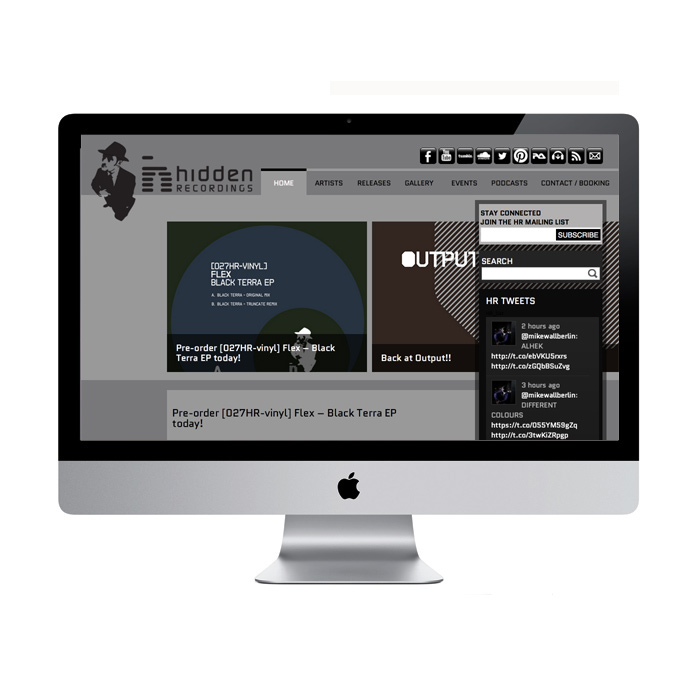 hidden
RECORDINGS
HOME
ARTISTS
RELEASES
GALLERY
EVENTS
PODCASTS
CONTACT / BOOKING
STAY CONNECTED
JOIN THE HR MAILING LIST
SUBSCRIBE
SEARCH
[027HR-VINYL]
FLEX
BLACK TERRA EP
A. BLACK TERRA - ORIGINAL MIX
B. BLACK TERRA - TRUNCATE REMIX
Pre-order [027HR-vinyl] Flex – Black
Terra EP today!
OUTPUT
Back at Output!!
HR TWEETS
2 hours ago
@mikewallberlin:
ALHEK
http://t.co/ebVKU5rxrs
http://t.co/zGQbBSuZvg
3 hours ago
@mikewallberlin:
DIFFERENT
COLOURS
https://t.co/O55YM59gZq
http://t.co/3twKiZRpgp
Pre-order [027HR-vinyl] Flex – Black Terra EP
today!